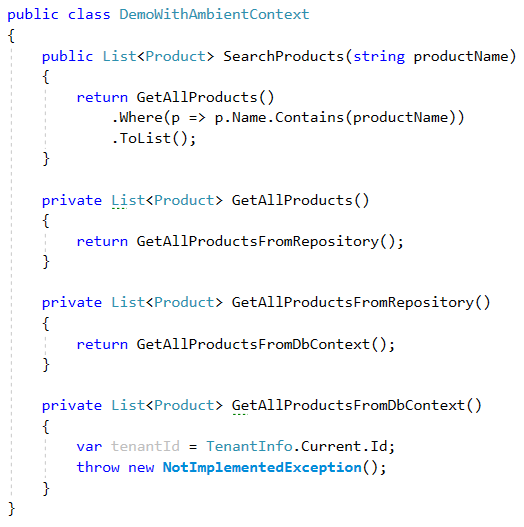 public class DemoWithAmbientContext
{
    public List<Product> SearchProducts(string productName)
    {
        return GetAllProducts()
            .Where(p => p.Name.Contains(productName))
            .ToList();
    }

    private List<Product> GetAllProducts()
    {
        return GetAllProductsFromRepository();
    }

    private List<Product> GetAllProductsFromRepository()
    {
        return GetAllProductsFromDbContext();
    }

    private List<Product> GetAllProductsFromDbContext()
    {
        var tenantId = TenantInfo.Current.Id;
        throw new NotImplementedException();
    }
}